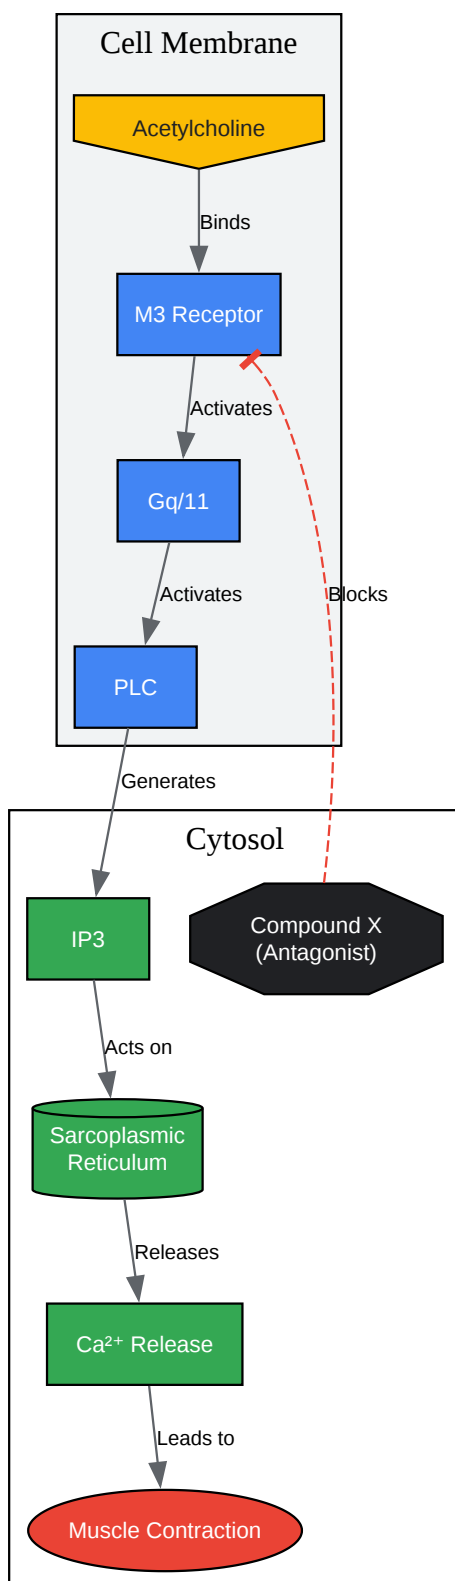 Cell Membrane
Acetylcholine
Binds
M3 Receptor
Activates
Gq/11
Activates
Blocks
PLC
Generates
Cytosol
IP3
Compound X
(Antagonist)
Acts on
Sarcoplasmic
Reticulum
Releases
Ca²⁺ Release
Leads to
Muscle Contraction